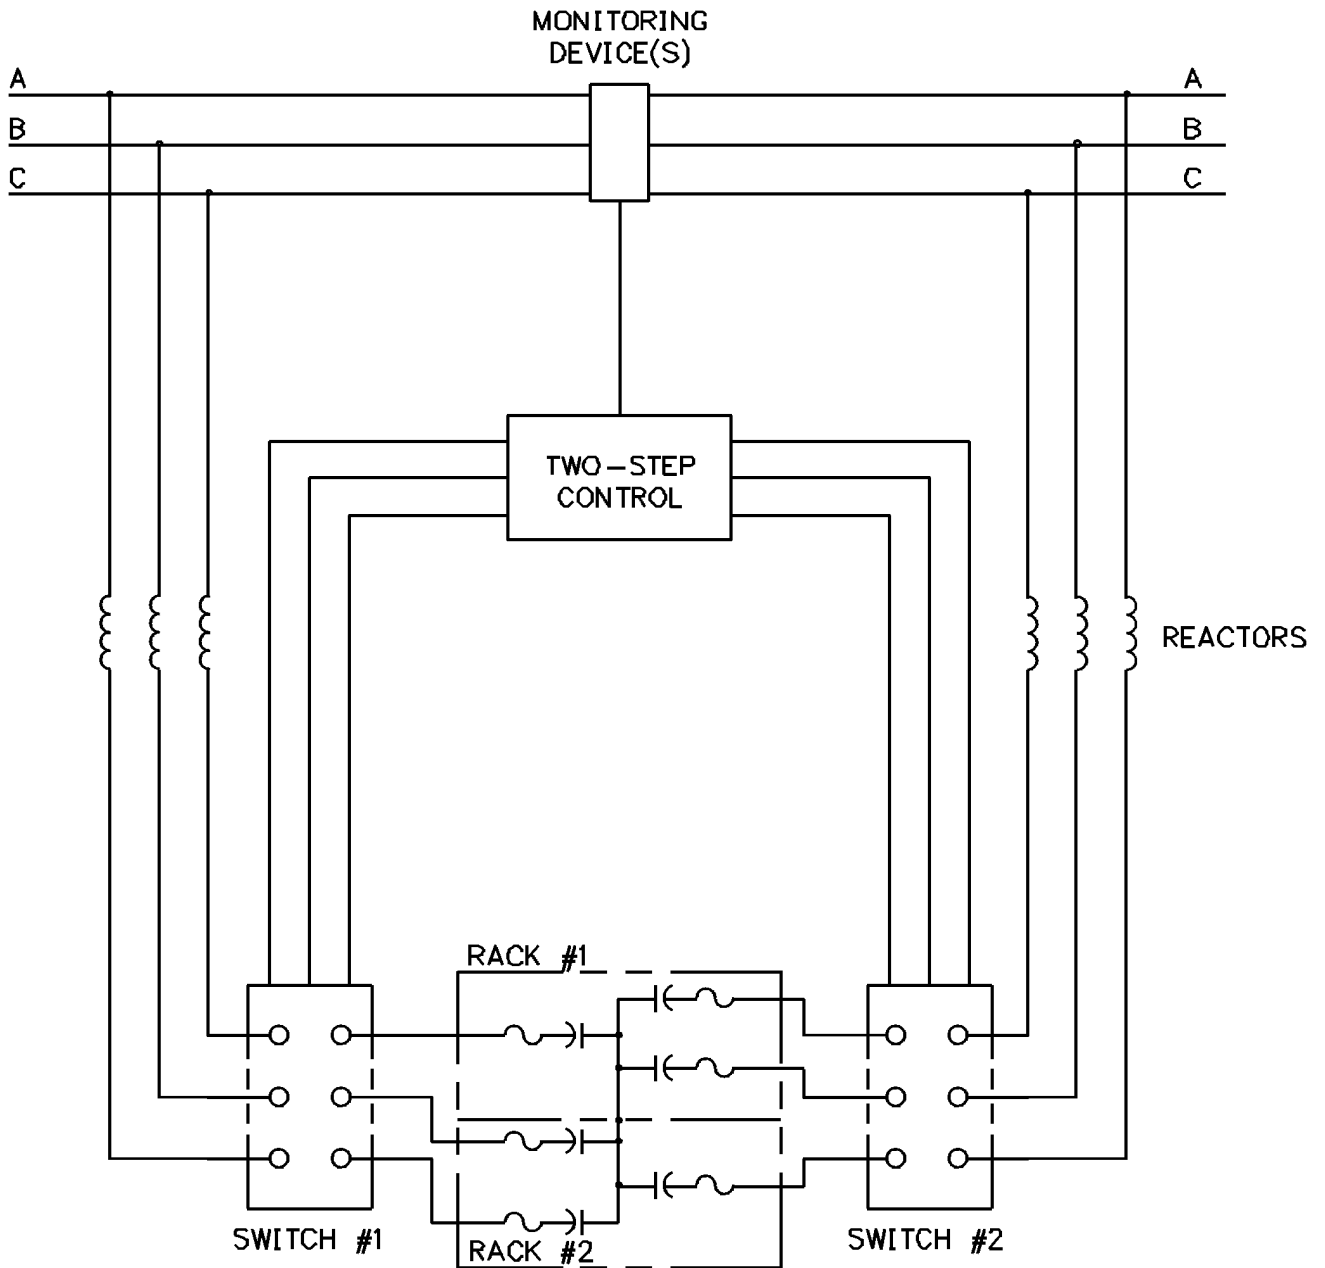 MONITORING
DEVICE(S)
A A
B B
C C
TWO-STEP
CONTROL
REACTORS
RACK #1
SWITCH #1
RACK #2
SWITCH #2